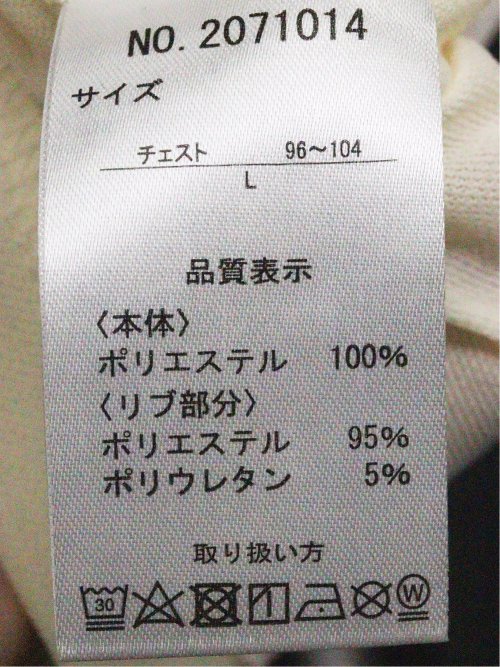 NO. 2071014
サイズ
チェスト 96～104
L
品質表示
〈本体〉
ポリエステル 100%
〈リブ部分〉
ポリエステル 95%
ポリウレタン 5%
取り扱い方
30 W